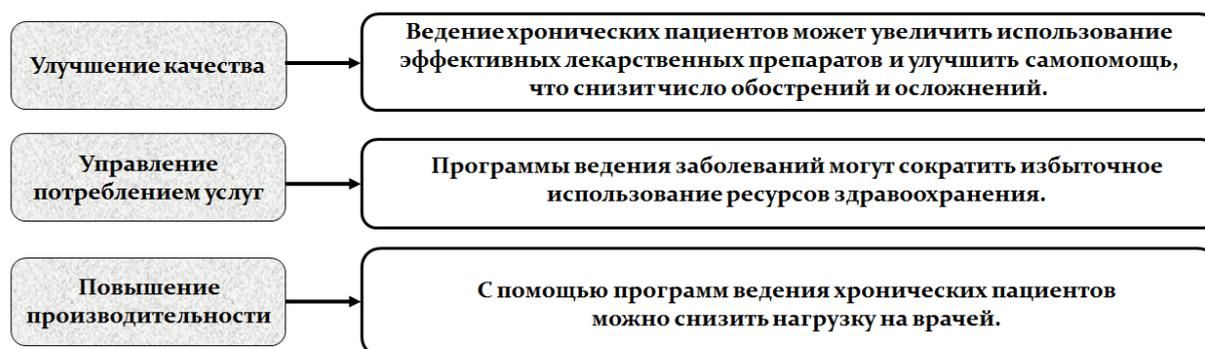 Улучшение качества
Ведение хронических пациентов может увеличить использование
эффективных лекарственных препаратов и улучшить самопомощь,
что снизит число обострений и осложнений.
Управление
потреблением услуг
Программы ведения заболеваний могут сократить избыточное
использование ресурсов здравоохранения.
Повышение
производительности
С помощью программ ведения хронических пациентов
можно снизить нагрузку на врачей.